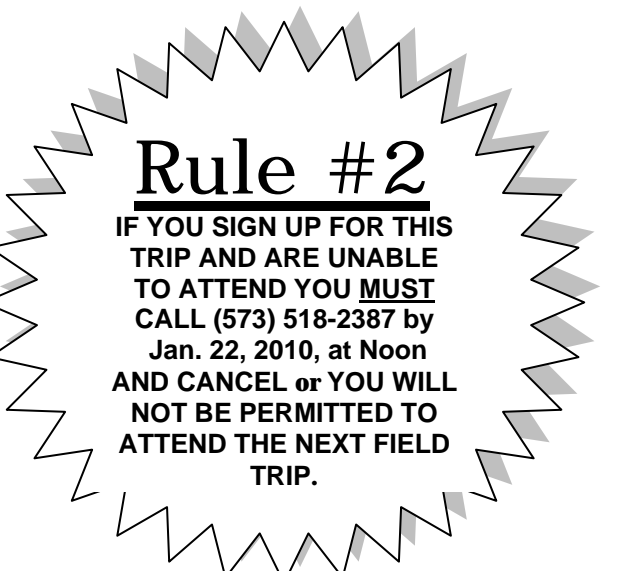 Rule #2
IF YOU SIGN UP FOR THIS
TRIP AND ARE UNABLE
TO ATTEND YOU MUST
CALL (573) 518-2387 by
Jan. 22, 2010, at Noon
AND CANCEL or YOU WILL
NOT BE PERMITTED TO
ATTEND THE NEXT FIELD
TRIP.